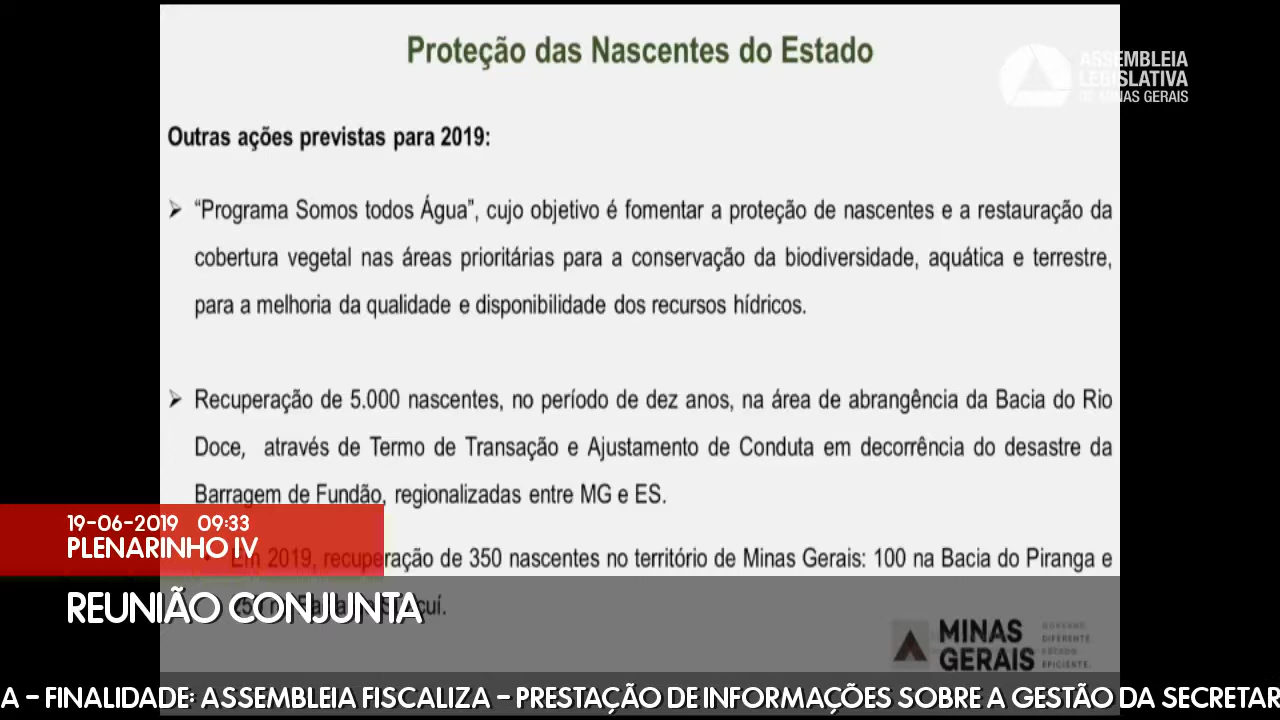 Proteção das Nascentes do Estado
ASSEMBLEIA
LEGISLATIVA
DE MINAS GERAIS
Outras ações previstas para 2019:
“Programa Somos todos Água”, cujo objetivo é fomentar a proteção de nascentes e a restauração da
cobertura vegetal nas áreas prioritárias para a conservação da biodiversidade, aquática e terrestre,
para a melhoria da qualidade e disponibilidade dos recursos hídricos.
Recuperação de 5.000 nascentes, no período de dez anos, na área de abrangência da Bacia do Rio
Doce, através de Termo de Transação e Ajustamento de Conduta em decorrência do desastre da
Barragem de Fundão, regionalizadas entre MG e ES.
19-06-2019 09:33
PLENARINHO IV
Em 2019, recuperação de 350 nascentes no território de Minas Gerais: 100 na Bacia do Piranga e
REUNIÃO CONJUNTA
MINAS
GERAIS
GOVERNO
DIFERENTE.
ESTADO
EFICIENTE.
A – FINALIDADE: ASSEMBLEIA FISCALIZA – PRESTAÇÃO DE INFORMAÇÕES SOBRE A GESTÃO DA SECRETAR